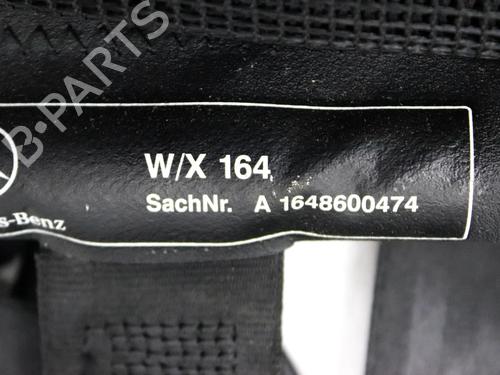 B-PARTS
W/X 164
SachNr. A 1648600474
s-Benz